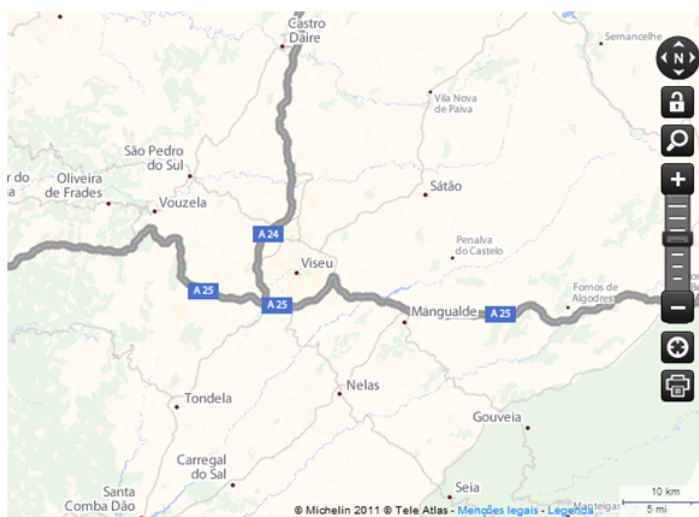 Castro
Daire
Sernancelhe
N
Vila Nova
de Paiva
São Pedro
do Sul
Oliveira
de Frades
Vouzela
Sátão
A 24
Penalva
do Castelo
Viseu
A 25
A 25
Fornos de
Algodres
Mangualde
A 25
Nelas
Tondela
Gouveia
Carregal
do Sal
Santa
Comba Dão
Seia
Manteigas
10 km
5 mi
© Michelin 2011 © Tele Atlas - Menções legais - Legenda